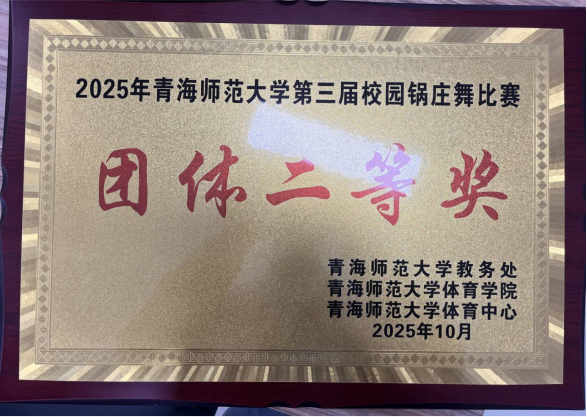 2025年青海师范大学第三届校园锅庄舞比赛
团体二等奖
青海师范大学教务处
青海师范大学体育学院
青海师范大学体育中心
2025年10月